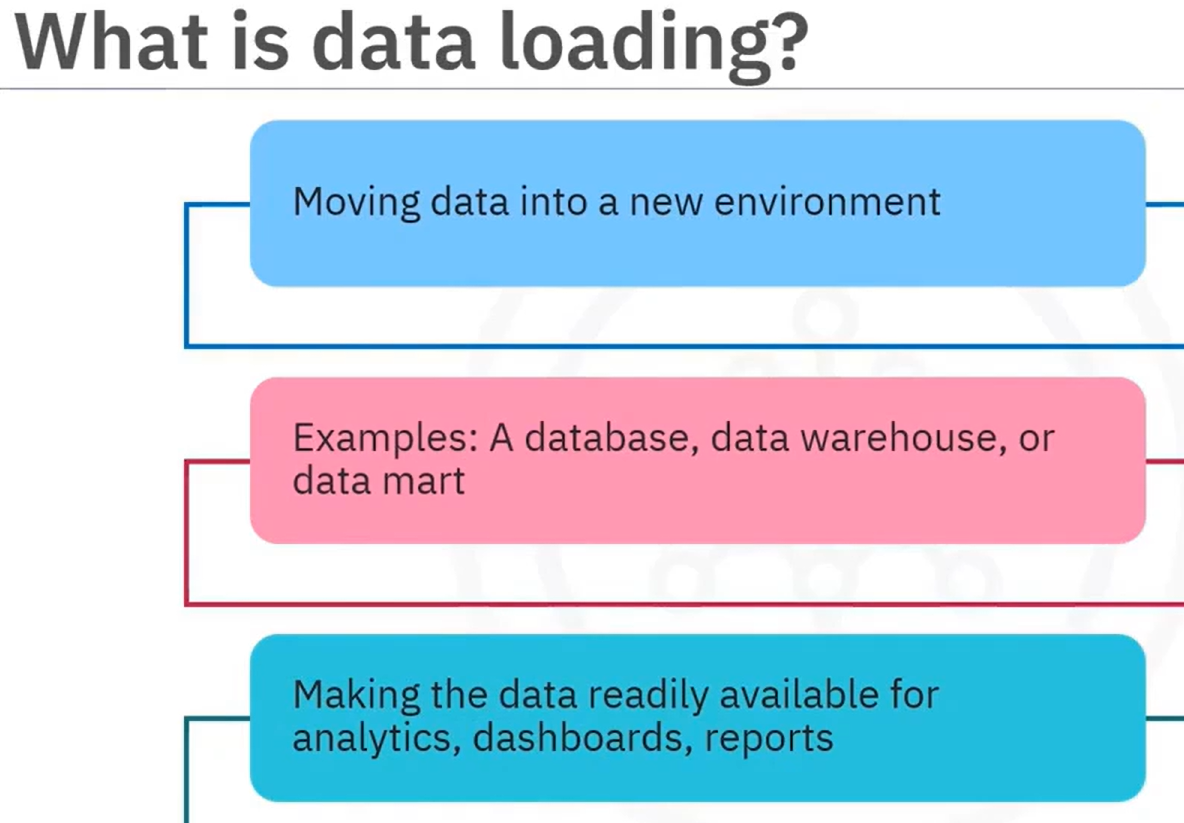 What is data loading?
Moving data into a new environment
Examples: A database, data warehouse, or
data mart
Making the data readily available for
analytics, dashboards, reports